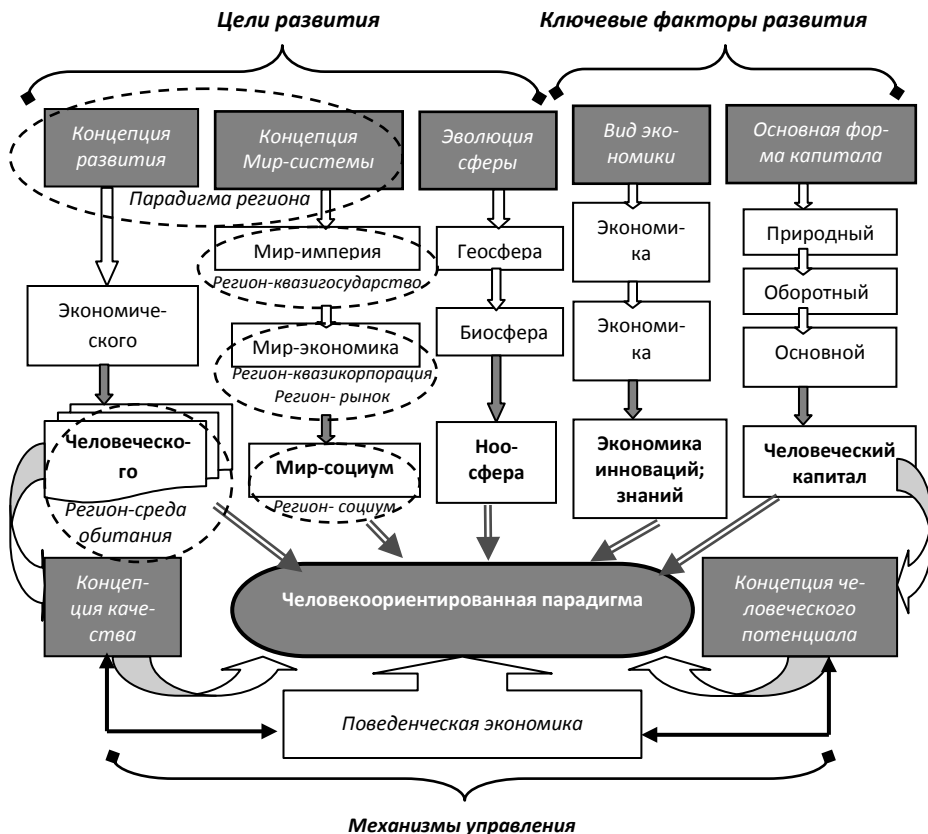 Цели развития
Ключевые факторы развития
Концепция
развития
Концепция
Мир-системы
Эволюция
сферы
Вид эко-
номики
Основная фор-
ма капитала
Парадигма региона
Мир-империя
Регион-квазигосударство
Геосфера
Экономи-
ка
Природный
Оборотный
Экономиче-
ского
Мир-экономика
Регион-квазикорпорация
Регион- рынок
Биосфера
Экономи-
ка
Основной
Человеческо-
го
Регион-среда
обитания
Мир-социум
Регион- социум
Ноо-
сфера
Экономика
инноваций;
знаний
Человеческий
капитал
Концеп-
ция каче-
ства
Человекоориентированная парадигма
Концепция че-
ловеческого
потенциала
Поведенческая экономика
Механизмы управления